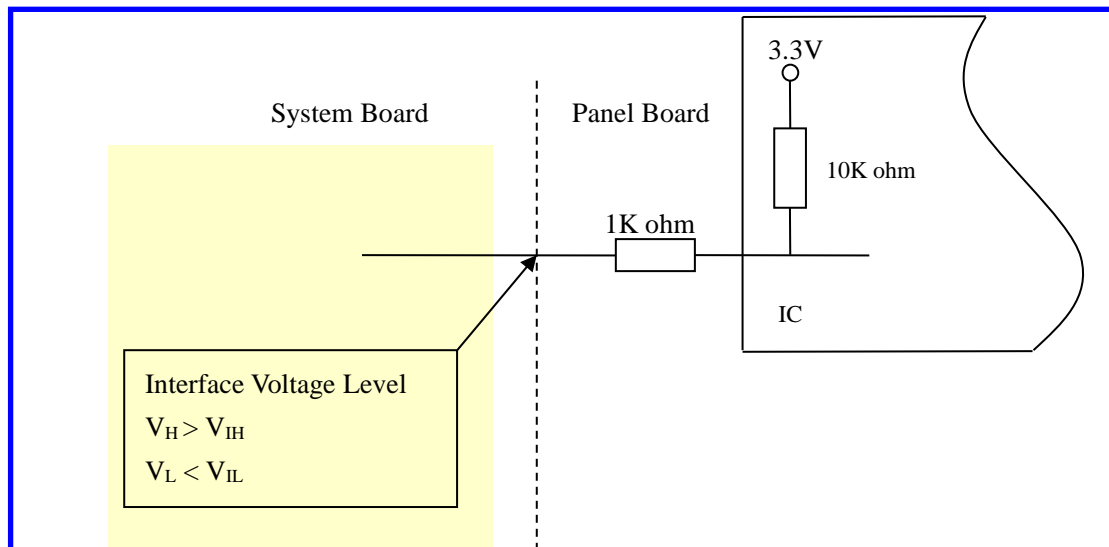 3.3V
System Board
Panel Board
10K ohm
1K ohm
IC
Interface Voltage Level
VH > VIH
VL < VIL